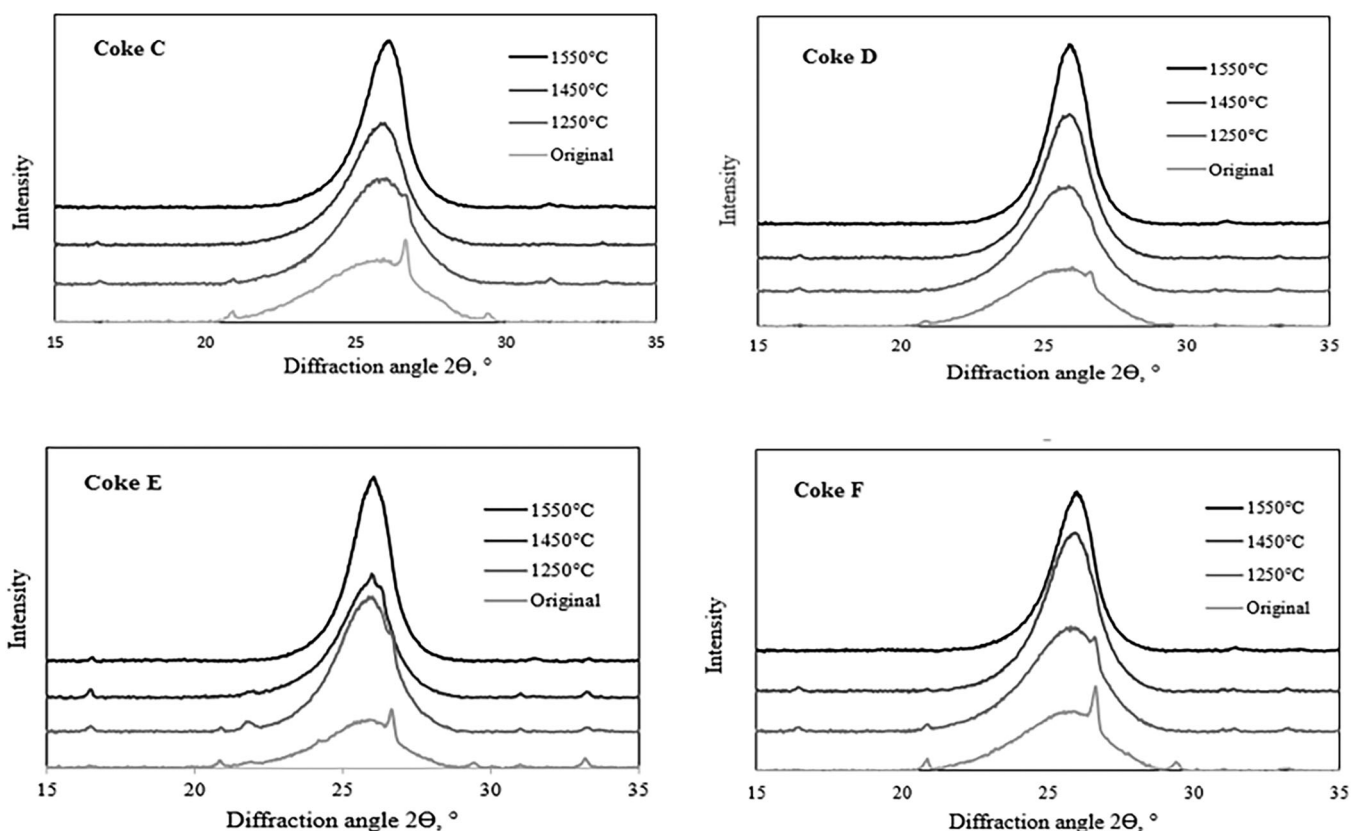 Coke C
1550°C
1450°C
1250°C
Original
Intensity
15 20 25 30 35
Diffraction angle 2Θ, °
Coke D
1550°C
1450°C
1250°C
Original
Intensity
15 20 25 30 35
Diffraction angle 2Θ, °
Coke E
1550°C
1450°C
1250°C
Original
Intensity
15 20 25 30 35
Diffraction angle 2Θ, °
Coke F
1550°C
1450°C
1250°C
Original
Intensity
15 20 25 30 35
Diffraction angle 2Θ, °